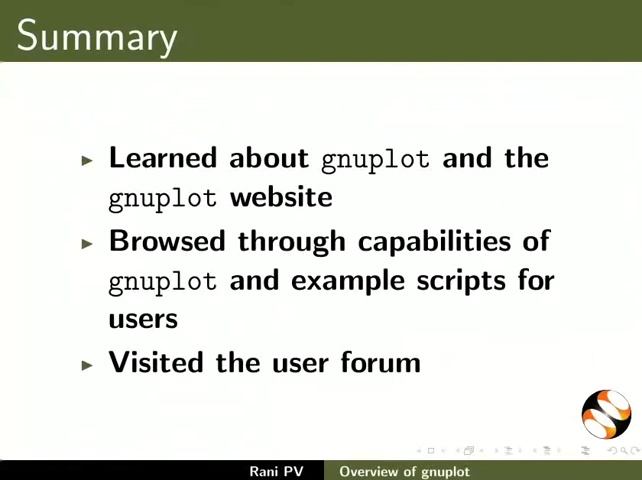 Summary
Learned about gnuplot and the
gnuplot website
Browsed through capabilities of
gnuplot and example scripts for
users
Visited the user forum
Rani PV Overview of gnuplot